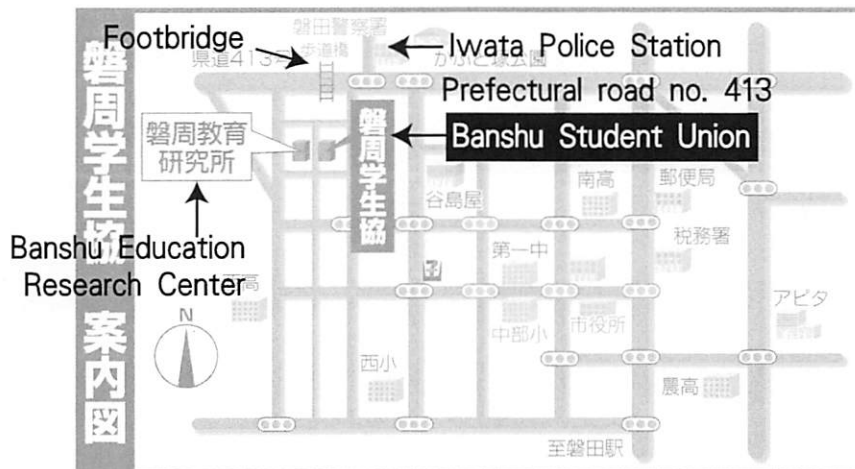 磐周学生協 案内図
磐田警察署
Footbridge
Iwata Police Station
歩道橋
県道413号
かぶと塚公園
Prefectural road no. 413
磐周教育
研究所
磐周学生協
Banshu Student Union
谷島屋
南高
郵便局
税務署
Banshu Education
Research Center
第一中
N
アピタ
中部小
市役所
西小
農高
至磐田駅